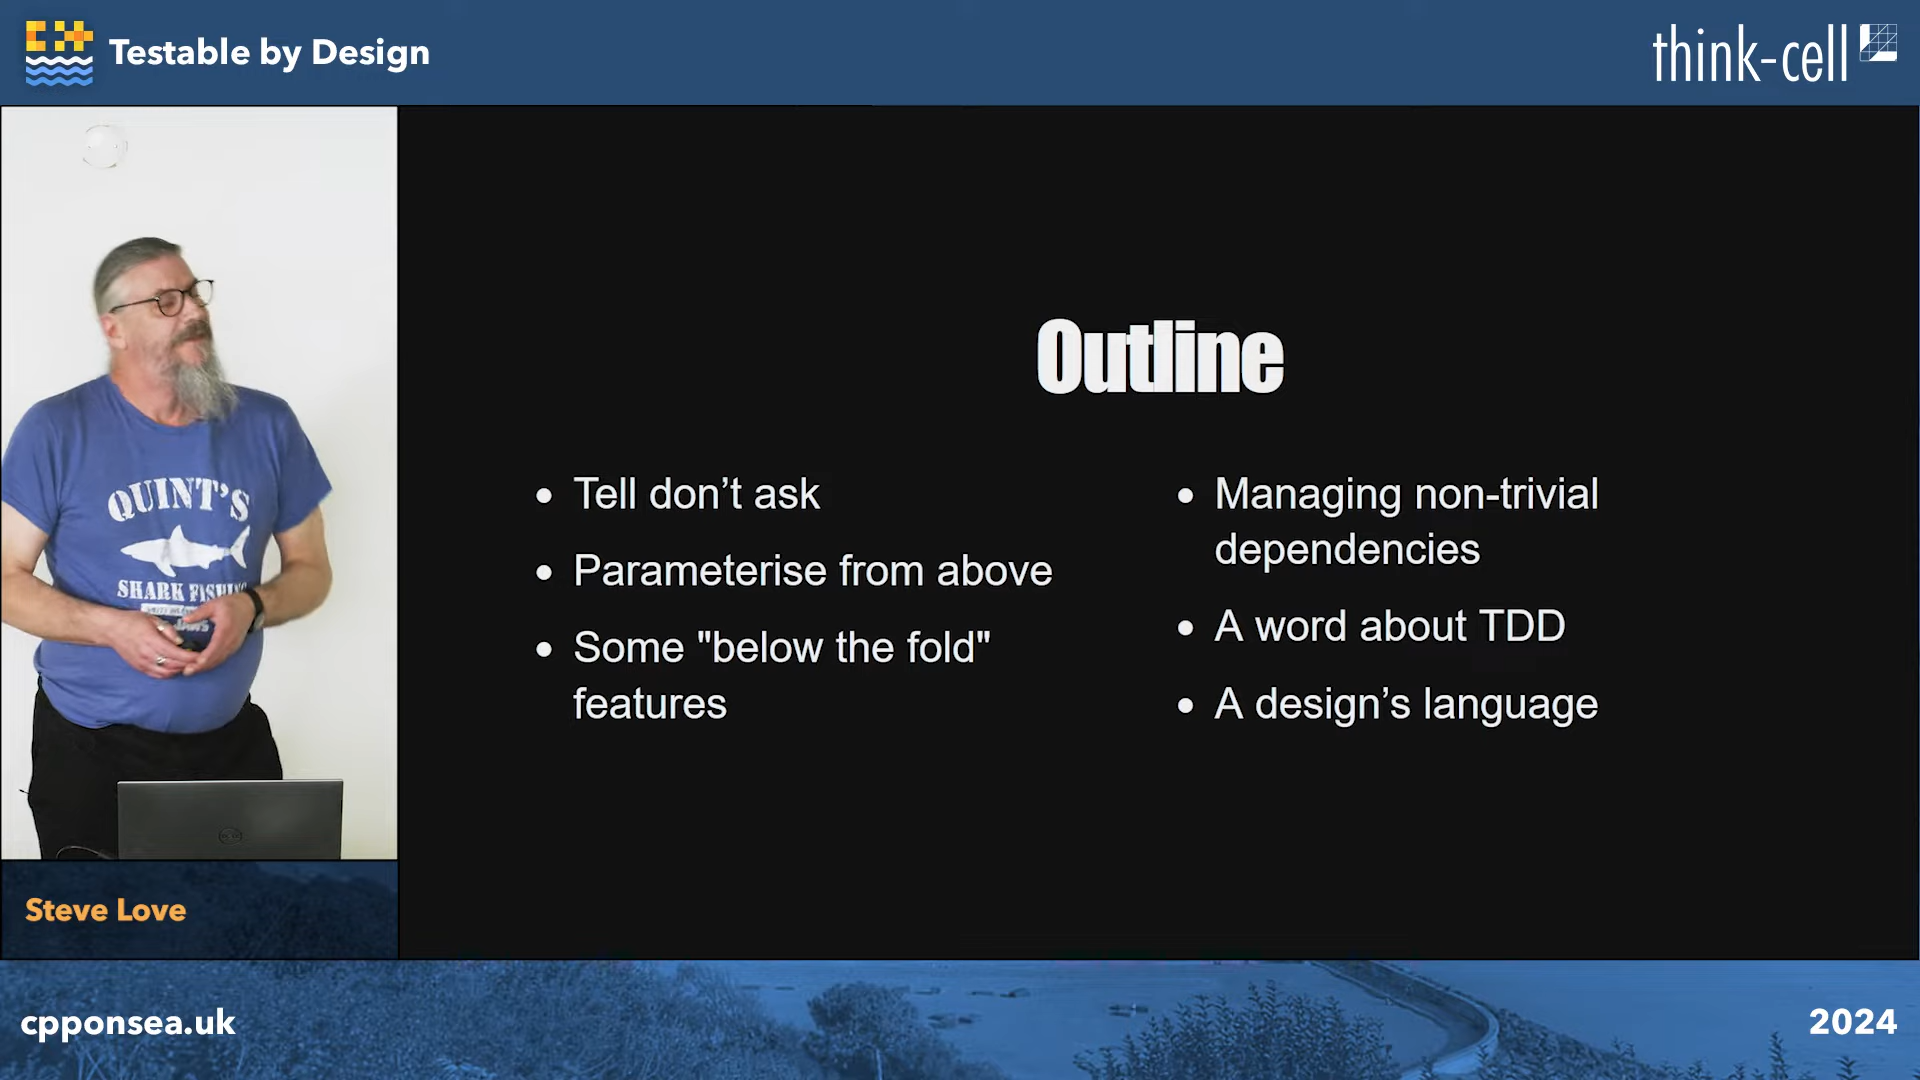 Testable by Design
think-cell
QUINT'S
SHARK FISHING
Outline
• Tell don’t ask
• Parameterise from above
• Some "below the fold"
features
• Managing non-trivial
dependencies
• A word about TDD
• A design’s language
Steve Love
cpponsea.uk
2024